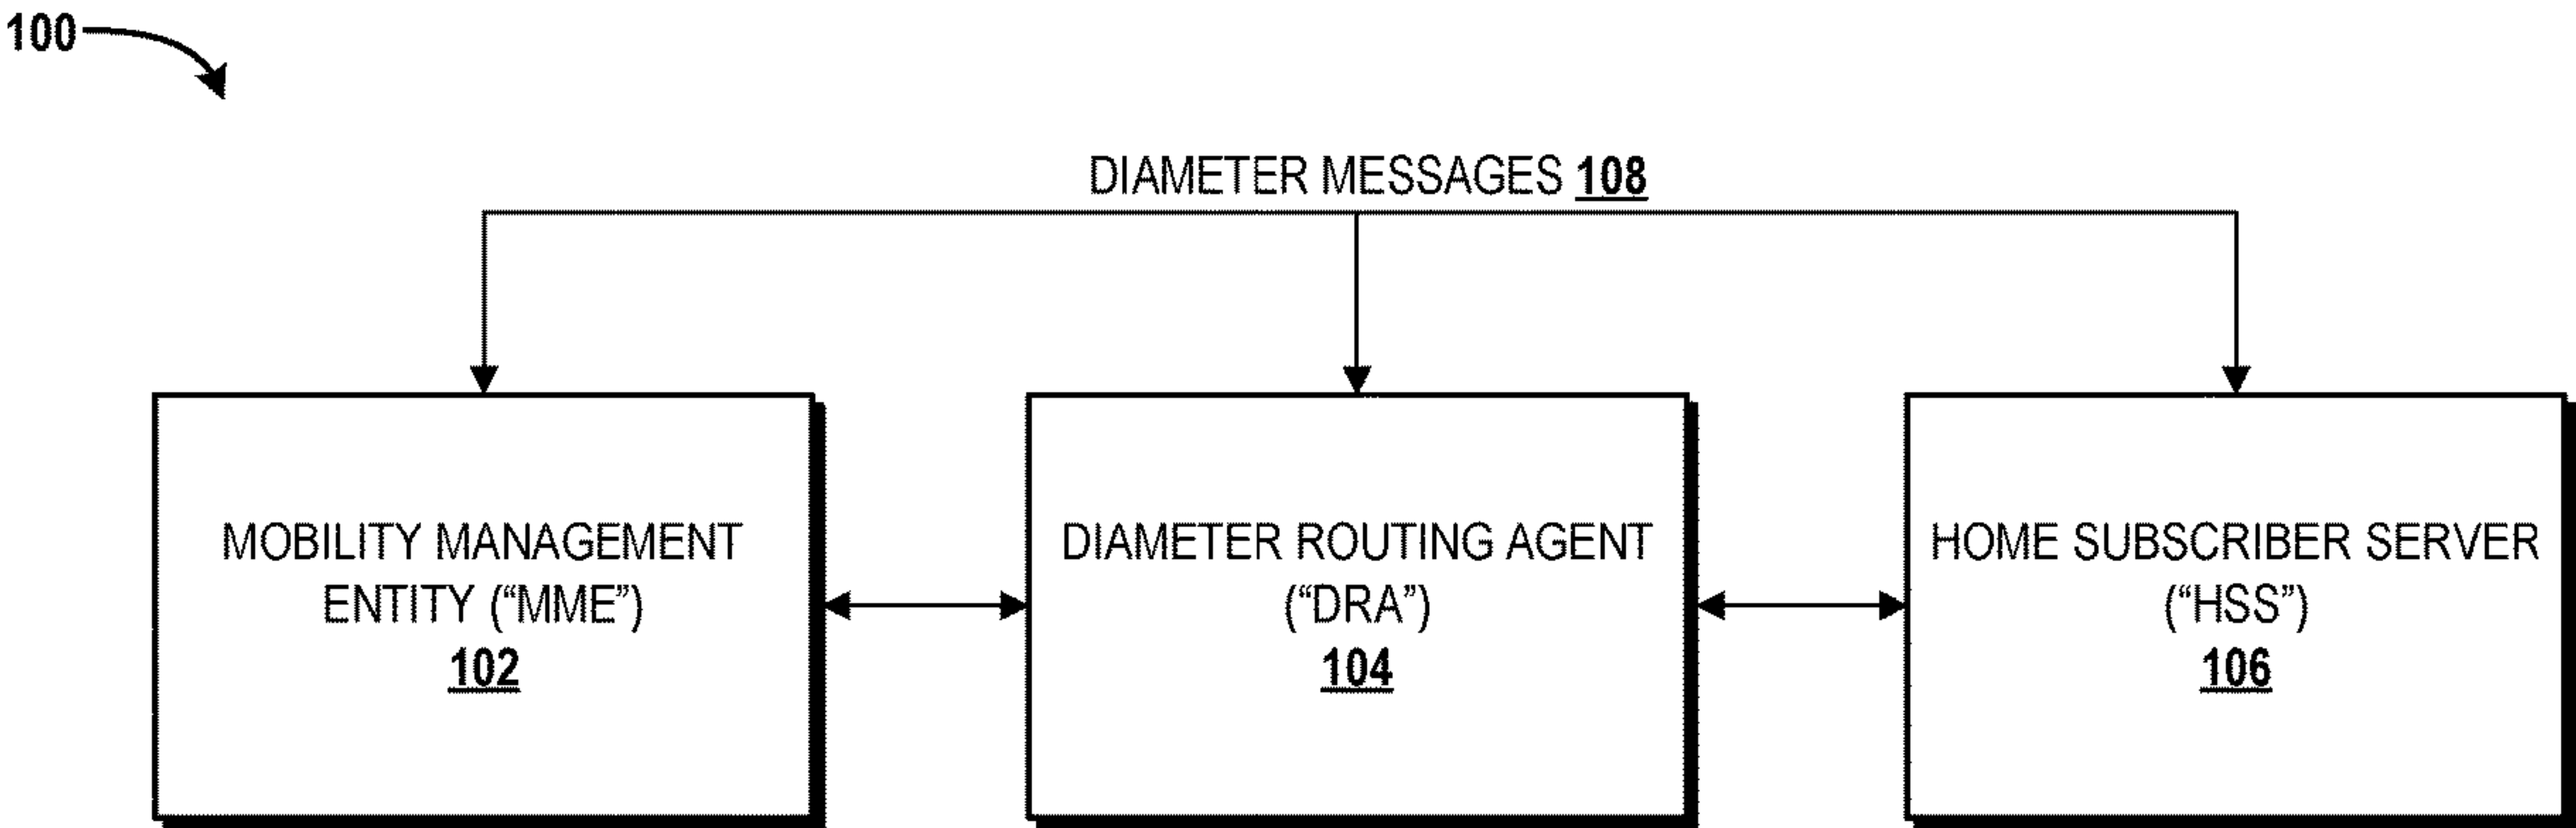 100
DIAMETER MESSAGES 108
MOBILITY MANAGEMENT
ENTITY (“MME”)
102
DIAMETER ROUTING AGENT
(“DRA”)
104
HOME SUBSCRIBER SERVER
(“HSS”)
106